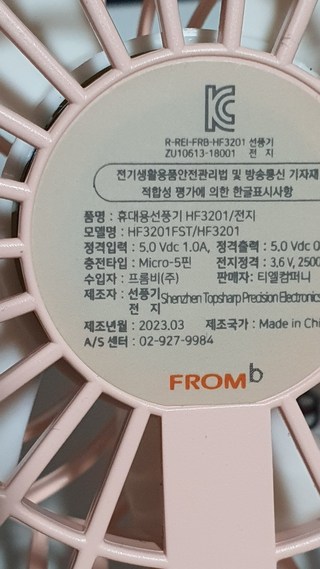 R-REI-FRB-HF3201 선풍기
ZU10613-18001 전 지
전기생활용품안전관리법 및 방송통신 기자재
적합성 평가에 의한 한글표시사항
품명 : 휴대용선풍기 HF3201/전지
모델명 : HF3201FST/HF3201
정격입력 : 5.0 Vdc 1.0A, 정격출력 : 5.0 Vdc
충전타입 : Micro-5핀 전지정격 : 3.6 V, 2500
수입자 : 프롬비(주) 판매자 : 티엘컴퍼니
제조자 : 선풍기 Shenzhen Topsharp Precision Electronics
전 지
제조년월 : 2023.03 제조국가 : Made in Chi
A/S 센터 : 02-927-9984
FROMb